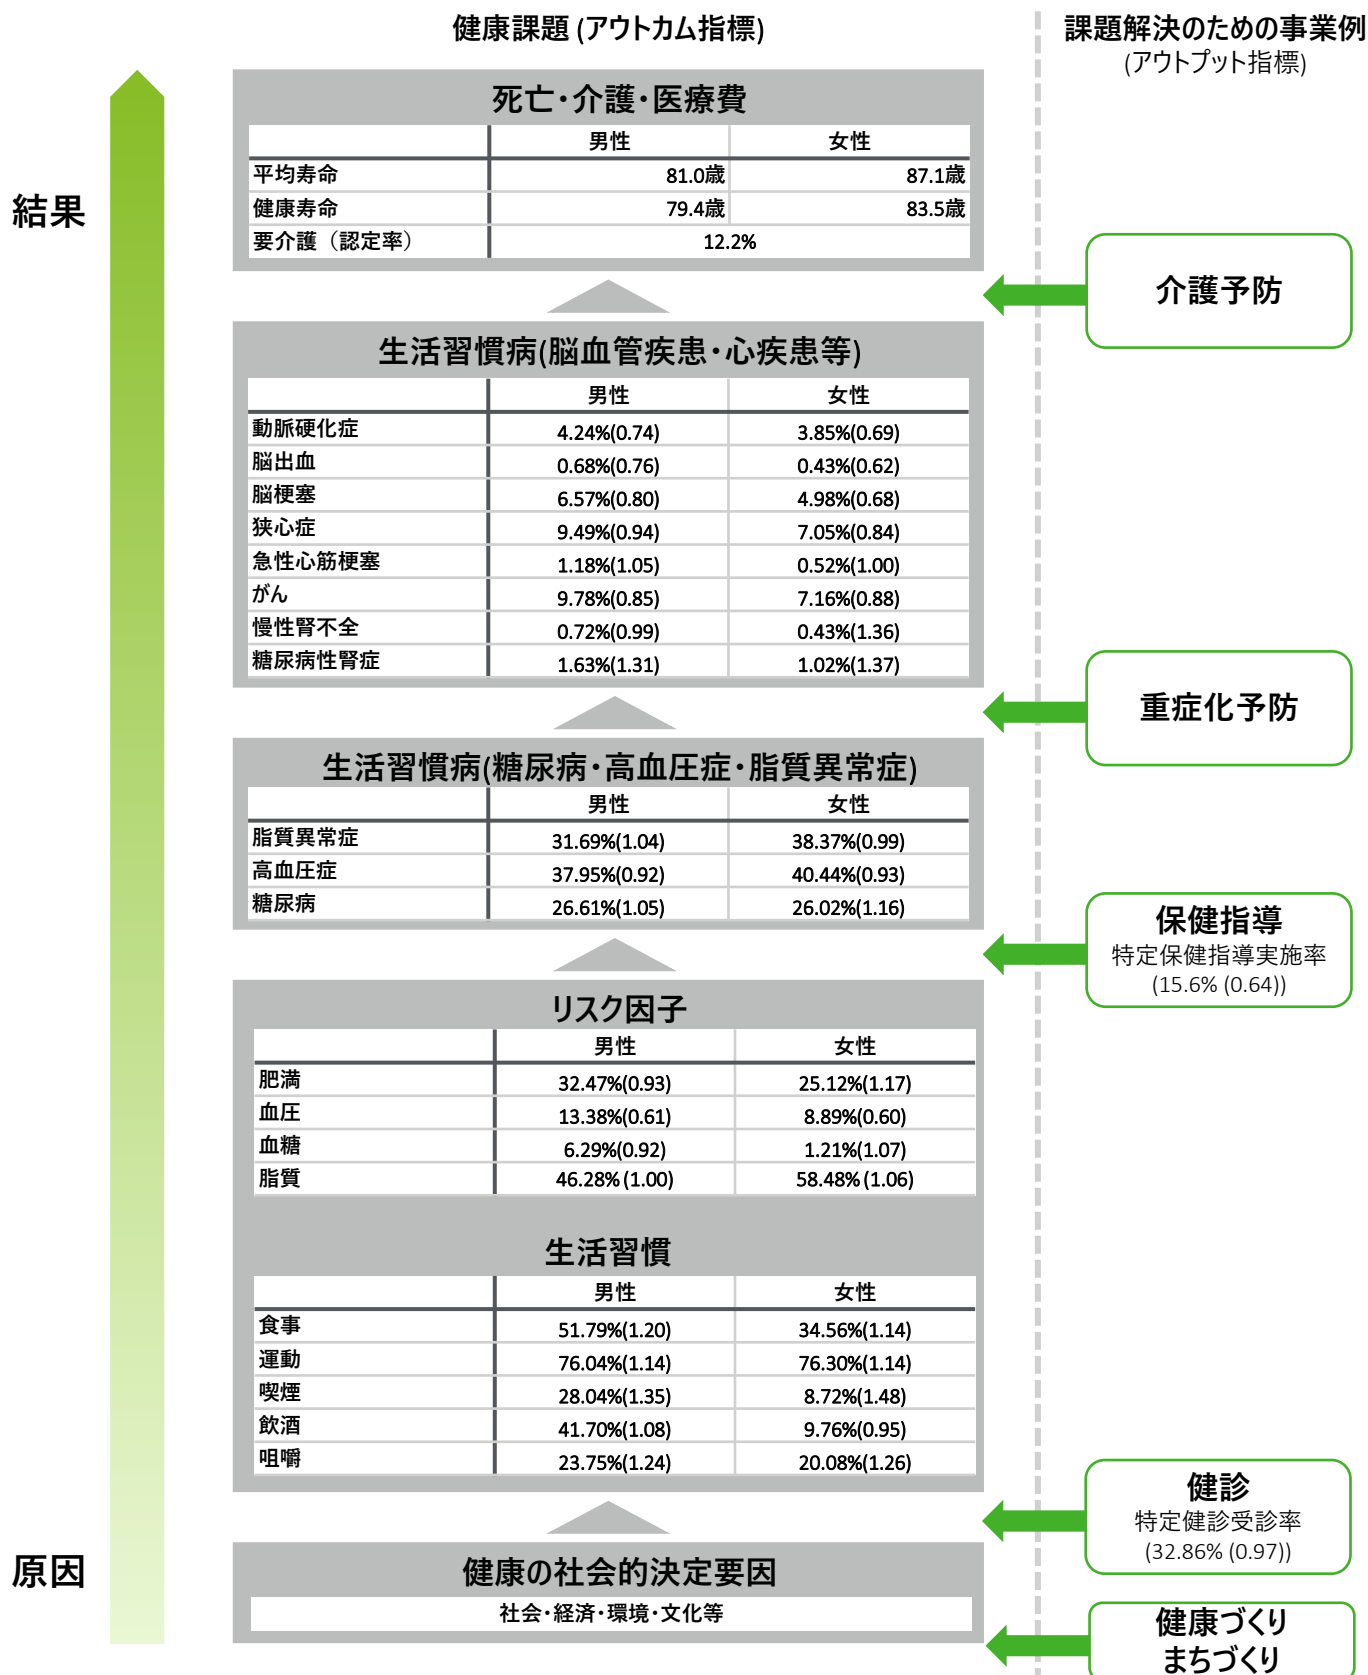 健康課題 (アウトカム指標)
課題解決のための事業例
(アウトプット指標)
結果
死亡・介護・医療費
男性 女性
平均寿命 81.0歳 87.1歳
健康寿命 79.4歳 83.5歳
要介護（認定率） 12.2%
介護予防
生活習慣病(脳血管疾患・心疾患等)
男性 女性
動脈硬化症 4.24%(0.74) 3.85%(0.69)
脳出血 0.68%(0.76) 0.43%(0.62)
脳梗塞 6.57%(0.80) 4.98%(0.68)
狭心症 9.49%(0.94) 7.05%(0.84)
急性心筋梗塞 1.18%(1.05) 0.52%(1.00)
がん 9.78%(0.85) 7.16%(0.88)
慢性腎不全 0.72%(0.99) 0.43%(1.36)
糖尿病性腎症 1.63%(1.31) 1.02%(1.37)
重症化予防
生活習慣病(糖尿病・高血圧症・脂質異常症)
男性 女性
脂質異常症 31.69%(1.04) 38.37%(0.99)
高血圧症 37.95%(0.92) 40.44%(0.93)
糖尿病 26.61%(1.05) 26.02%(1.16)
保健指導
特定保健指導実施率
(15.6% (0.64))
リスク因子
男性 女性
肥満 32.47%(0.93) 25.12%(1.17)
血圧 13.38%(0.61) 8.89%(0.60)
血糖 6.29%(0.92) 1.21%(1.07)
脂質 46.28% (1.00) 58.48% (1.06)
生活習慣
男性 女性
食事 51.79%(1.20) 34.56%(1.14)
運動 76.04%(1.14) 76.30%(1.14)
喫煙 28.04%(1.35) 8.72%(1.48)
飲酒 41.70%(1.08) 9.76%(0.95)
咀嚼 23.75%(1.24) 20.08%(1.26)
健診
特定健診受診率
(32.86% (0.97))
原因
健康の社会的決定要因
社会・経済・環境・文化等
健康づくり
まちづくり